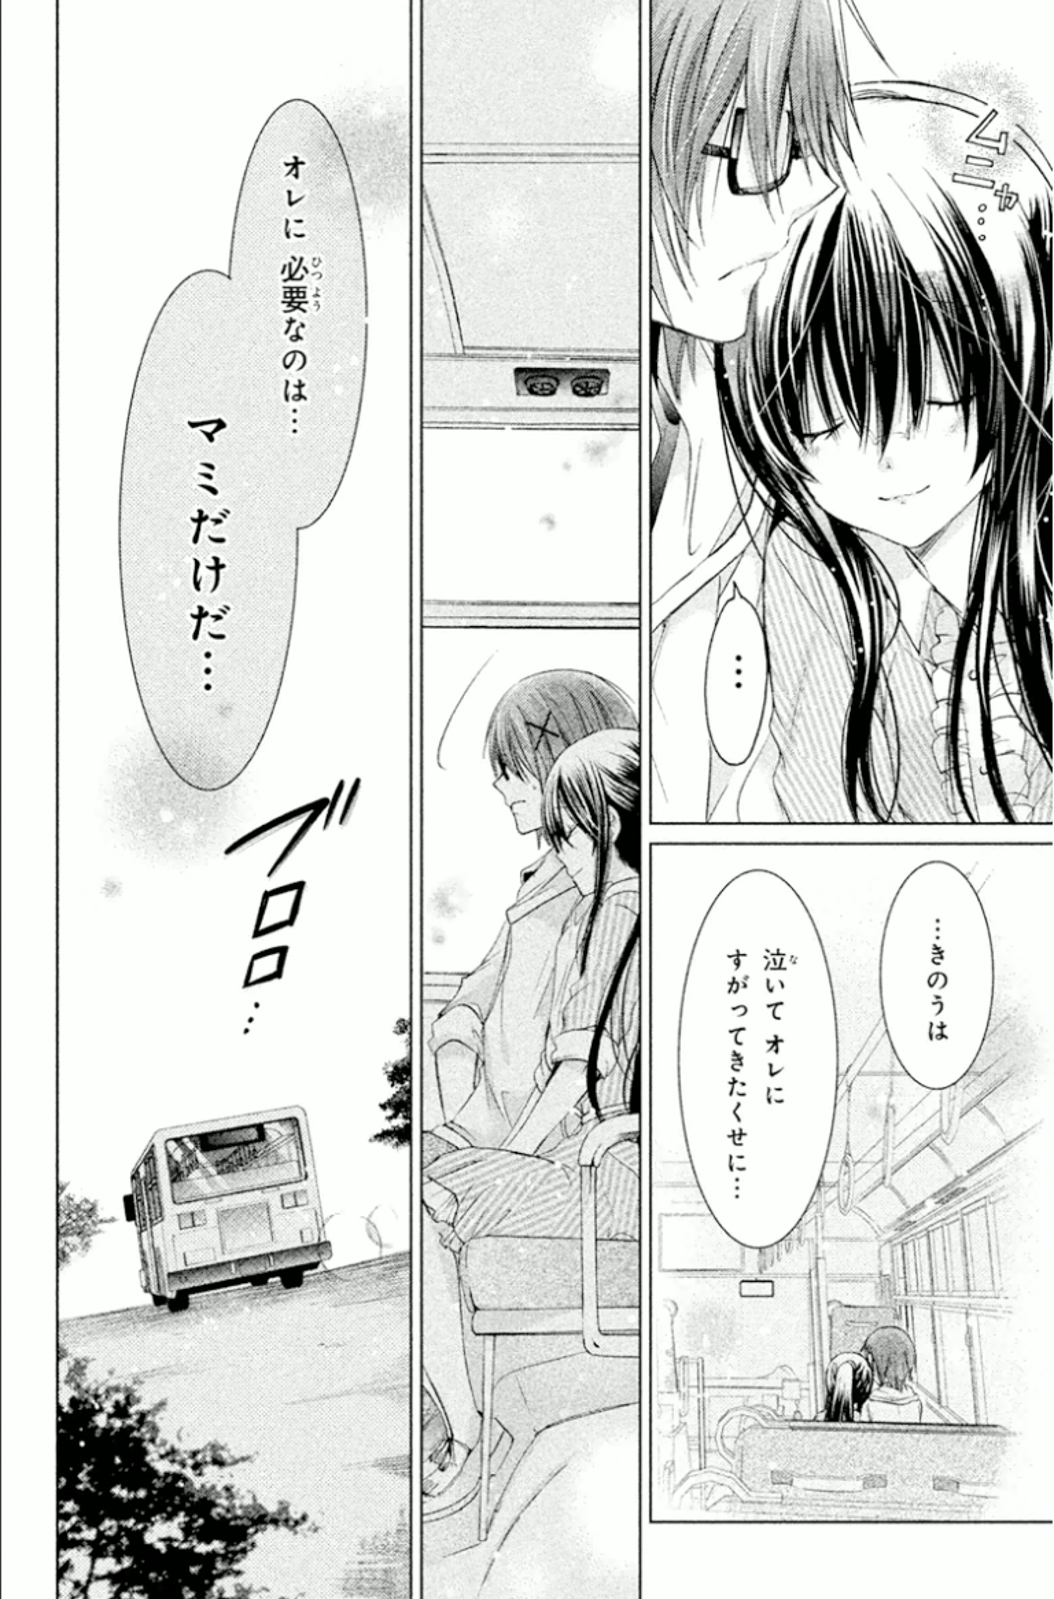 ムニャ…
…
…きのうは
泣いてオレに
すがってきたくせに…
オレに必要なのは…
マミだけだ…
ブロロ…